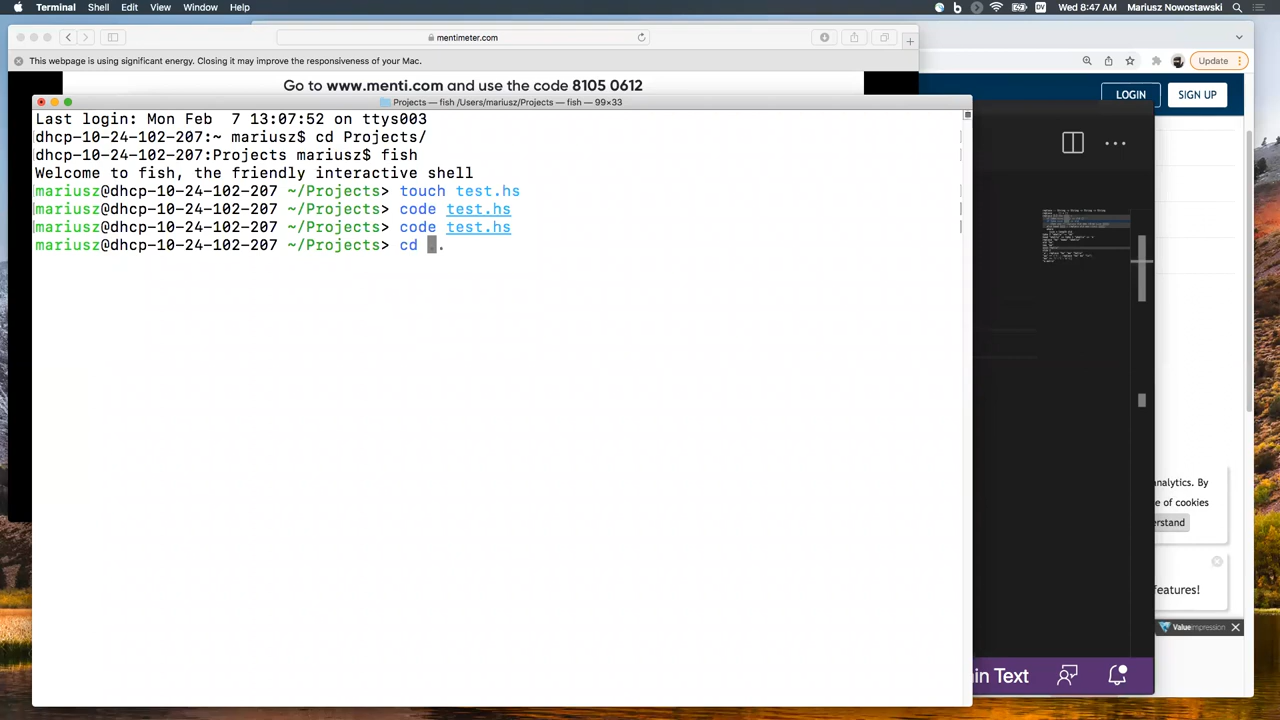 Terminal Shell Edit View Window Help
DV Wed 8:47 AM Mariusz Nowostawski
mentimeter.com
This webpage is using significant energy. Closing it may improve the responsiveness of your Mac.
Update
Go to www.menti.com and use the code 8105 0612
LOGIN SIGN UP
Projects — fish /Users/mariusz/Projects — fish — 99×33
Last login: Mon Feb  7 13:07:52 on ttys003
dhcp-10-24-102-207:~ mariusz$ cd Projects/
dhcp-10-24-102-207:Projects mariusz$ fish
Welcome to fish, the friendly interactive shell
mariusz@dhcp-10-24-102-207 ~/Projects> touch test.hs
mariusz@dhcp-10-24-102-207 ~/Projects> code test.hs
mariusz@dhcp-10-24-102-207 ~/Projects> code test.hs
mariusz@dhcp-10-24-102-207 ~/Projects> cd ..
analytics. By
e of cookies
erstand
features!
ValueImpression
in Text